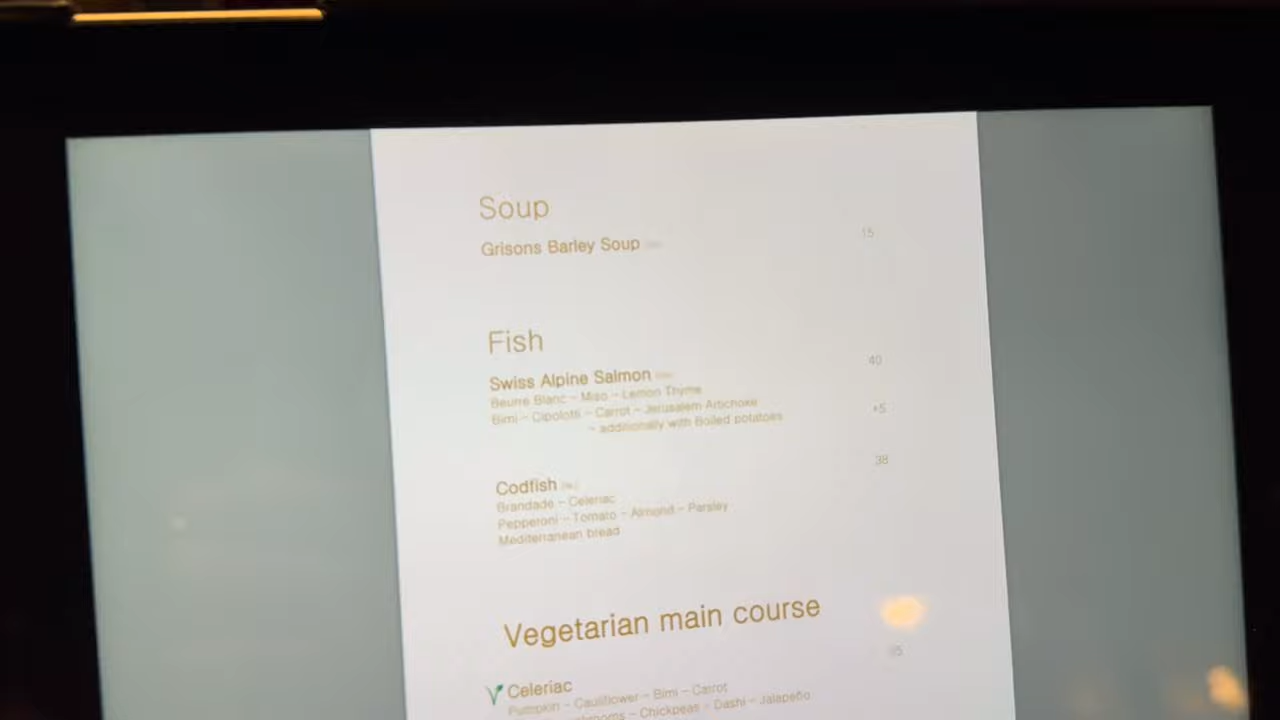 Soup
Grisons Barley Soup
15
Fish
Swiss Alpine Salmon
40
Beurre Blanc – Miso – Lemon Thyme
Bimi – Cipolotti – Carrot – Jerusalem Artichoke
+5
– additionally with Boiled potatoes
38
Codfish
Brandade – Celeriac
Pepperoni – Tomato – Almond – Parsley
Mediterranean bread
Vegetarian main course
Celeriac
Pumpkin – Cauliflower – Bimi – Carrot
– Chickpeas – Dashi – Jalapeño